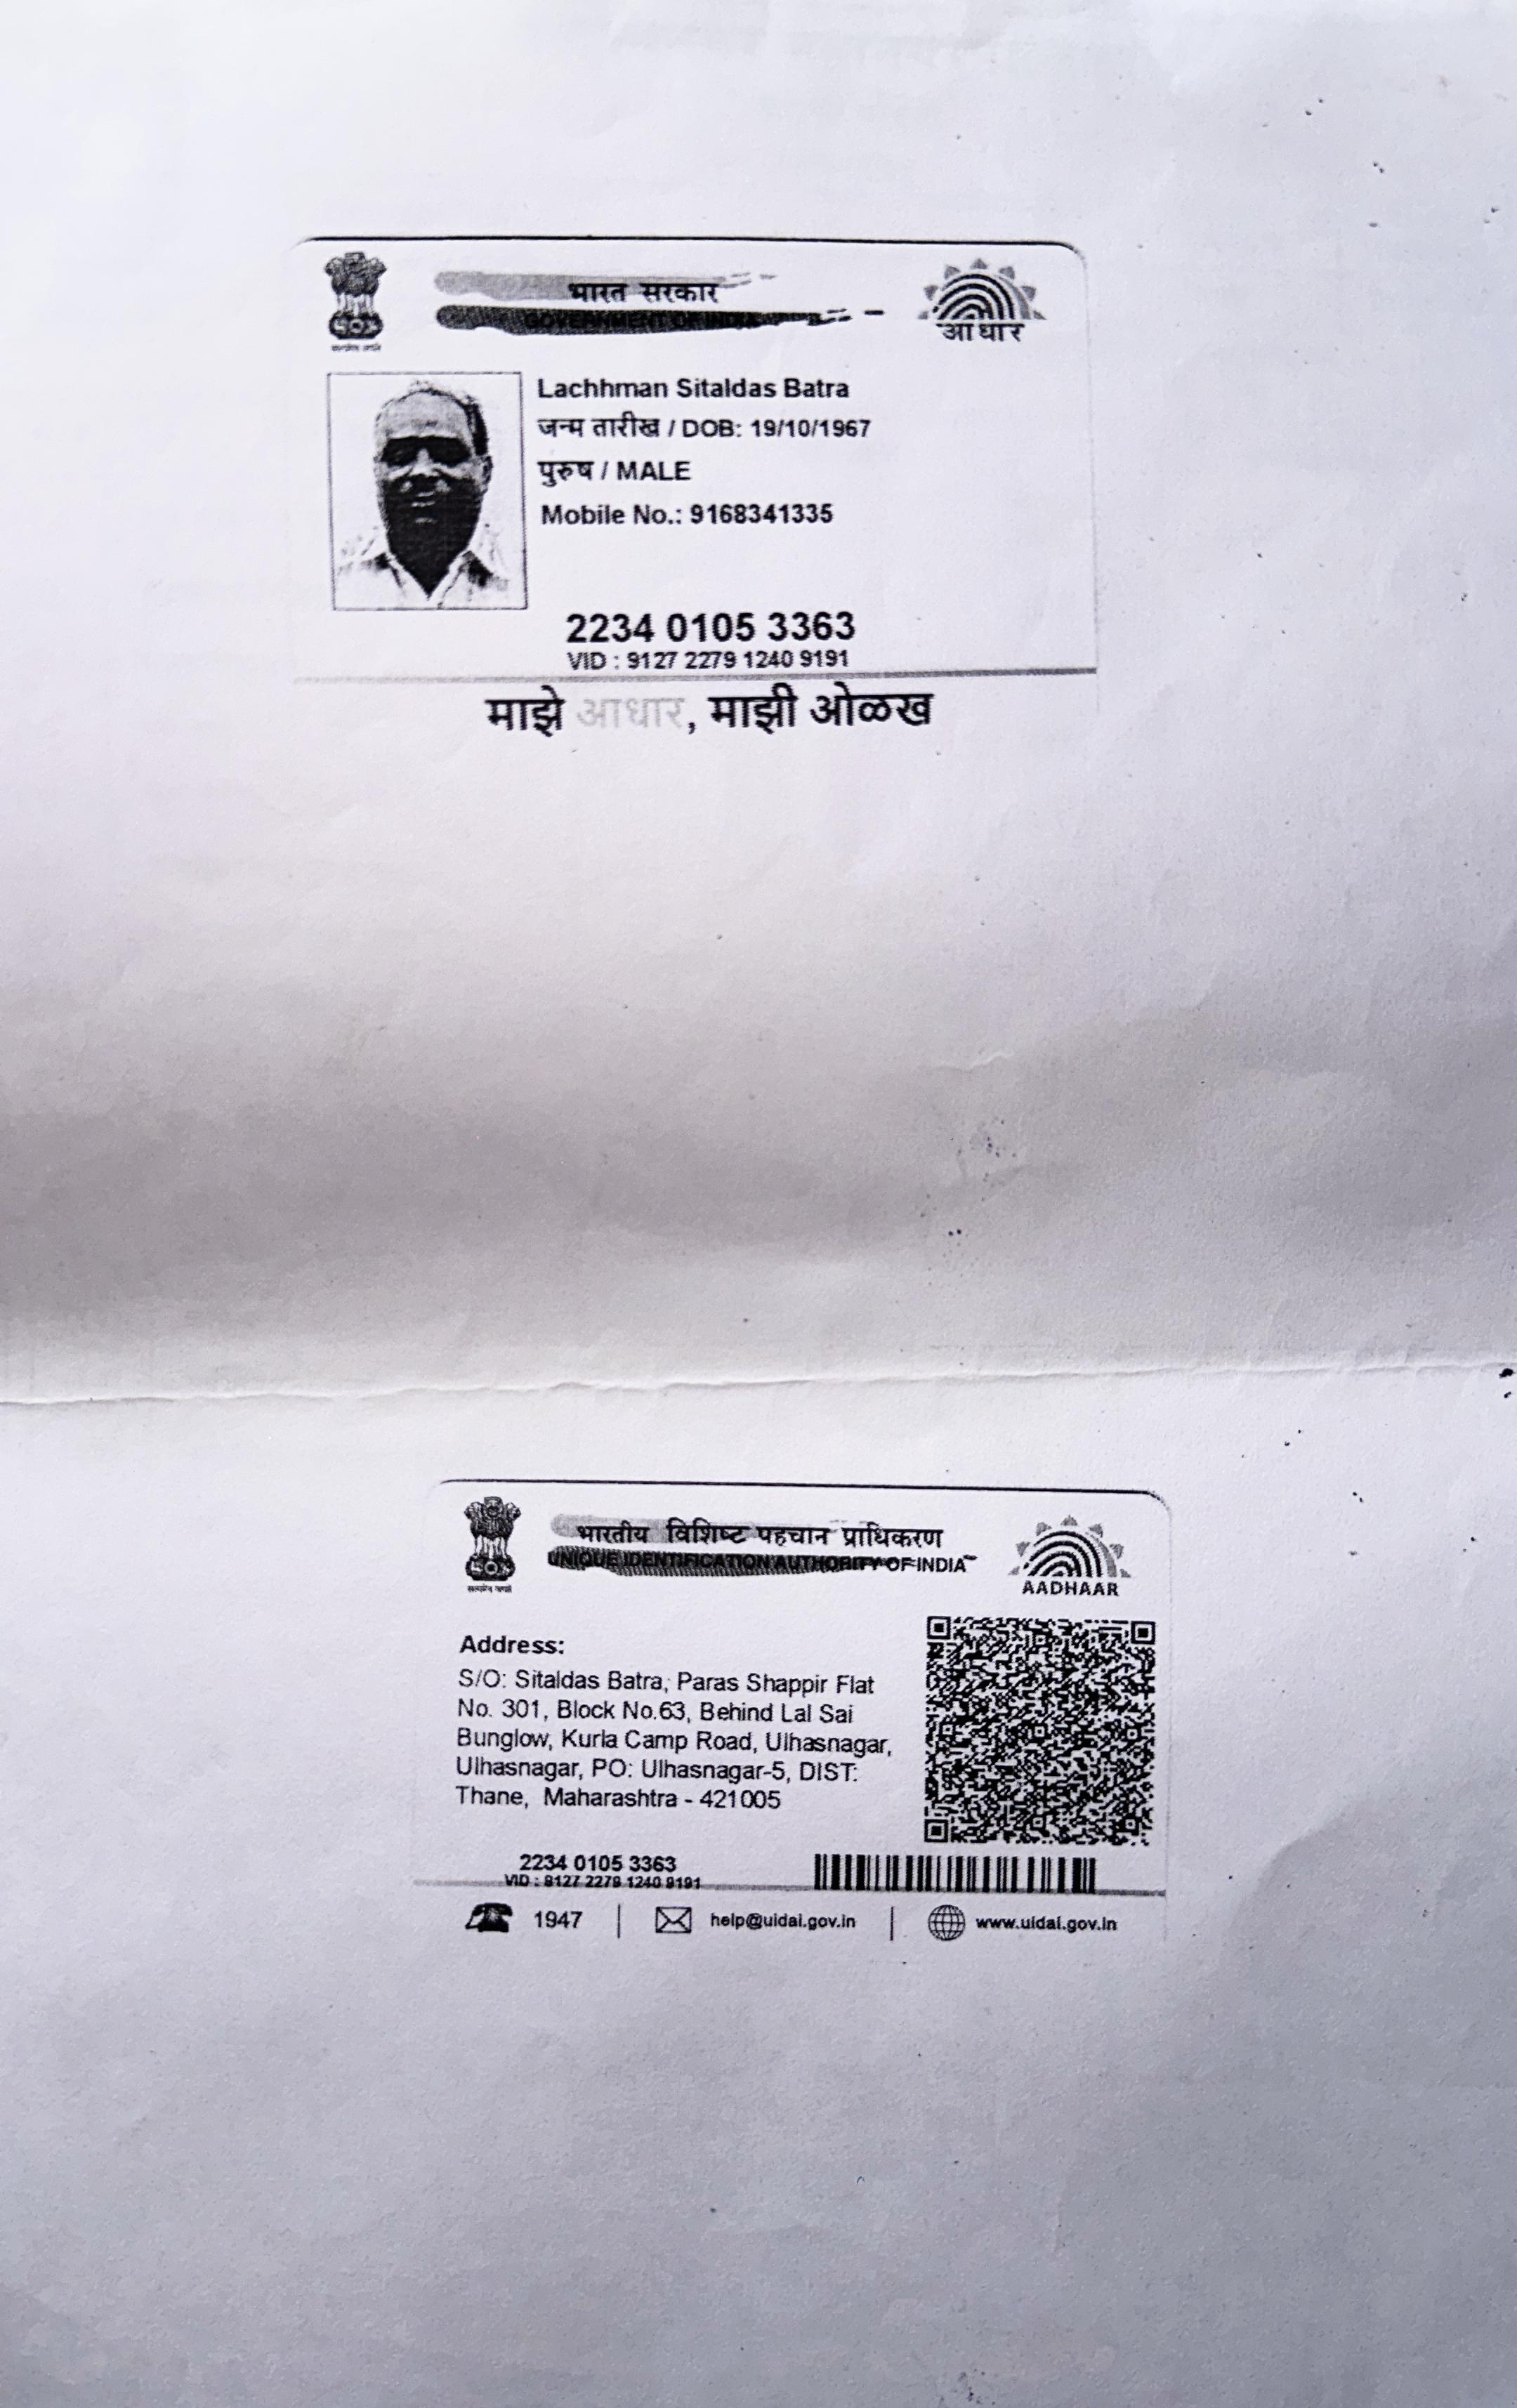 भारत सरकार
GOVERNMENT OF INDIA
आधार
Lachhman Sitaldas Batra
जन्म तारीख / DOB: 19/10/1967
पुरुष / MALE
Mobile No.: 9168341335
2234 0105 3363
VID : 9127 2279 1240 9191
माझे आधार, माझी ओळख
भारतीय विशिष्ट पहचान प्राधिकरण
UNIQUE IDENTIFICATION AUTHORITY OF INDIA
AADHAAR
Address:
S/O: Sitaldas Batra, Paras Shappir Flat
No. 301, Block No.63, Behind Lal Sai
Bunglow, Kurla Camp Road, Ulhasnagar,
Ulhasnagar, PO: Ulhasnagar-5, DIST:
Thane, Maharashtra - 421005
2234 0105 3363
VID : 9127 2279 1240 9191
1947 | help@uidai.gov.in | www.uidai.gov.in